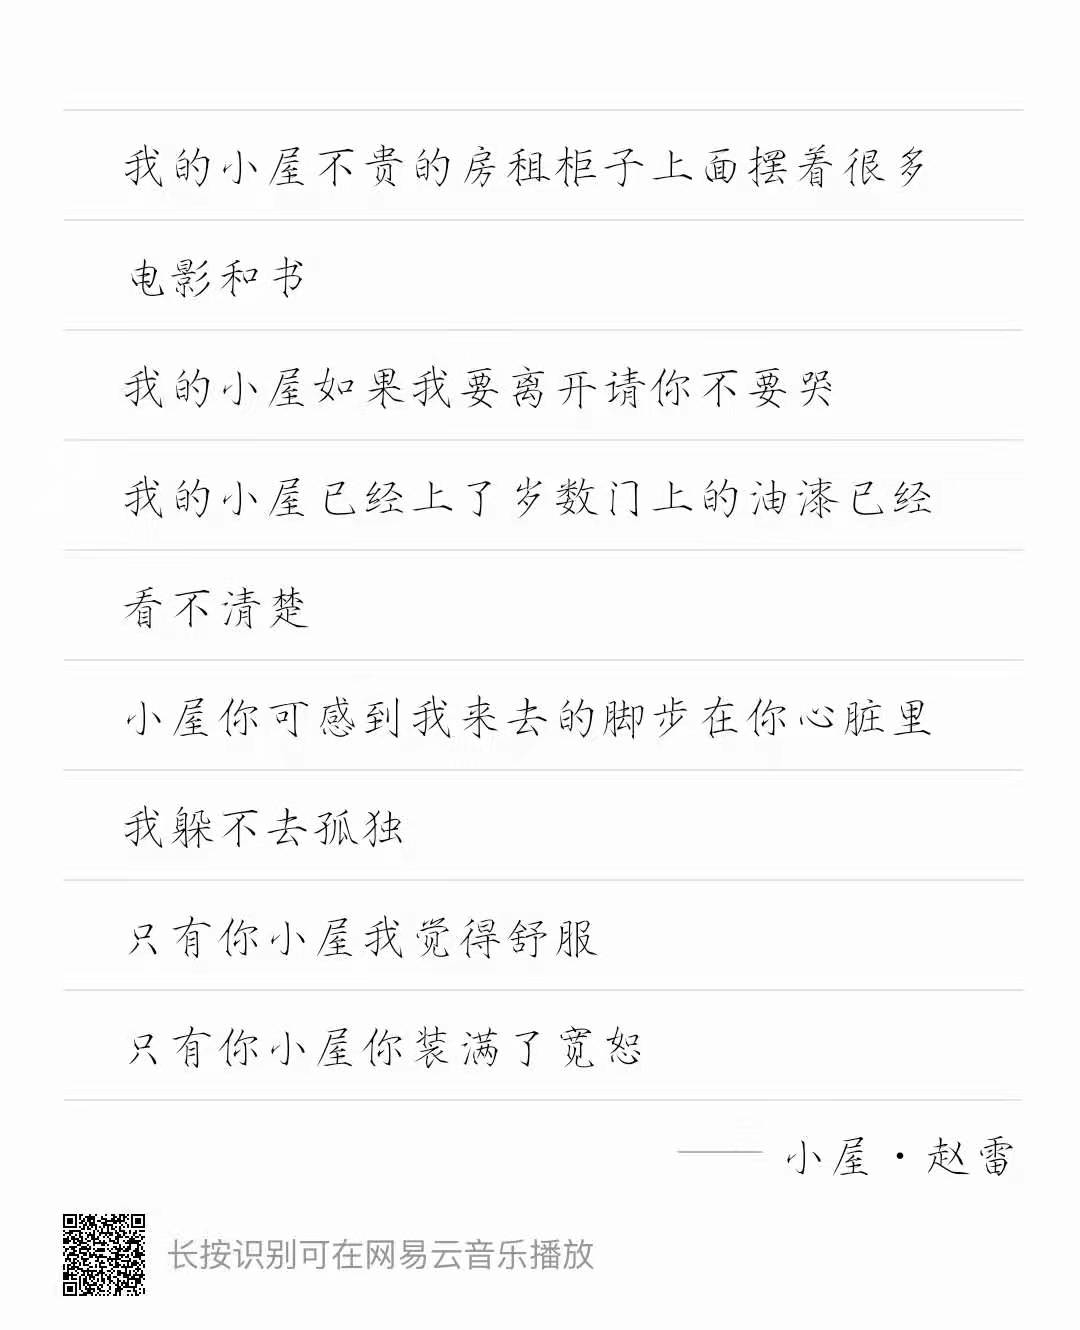 我的小屋不贵的房租柜子上面摆着很多
电影和书
我的小屋如果我要离开请你不要哭
我的小屋已经上了岁数门上的油漆已经
看不清楚
小屋你可感到我来去的脚步在你心脏里
我躲不去孤独
只有你小屋我觉得舒服
只有你小屋你装满了宽恕
—— 小屋·赵雷
长按识别可在网易云音乐播放